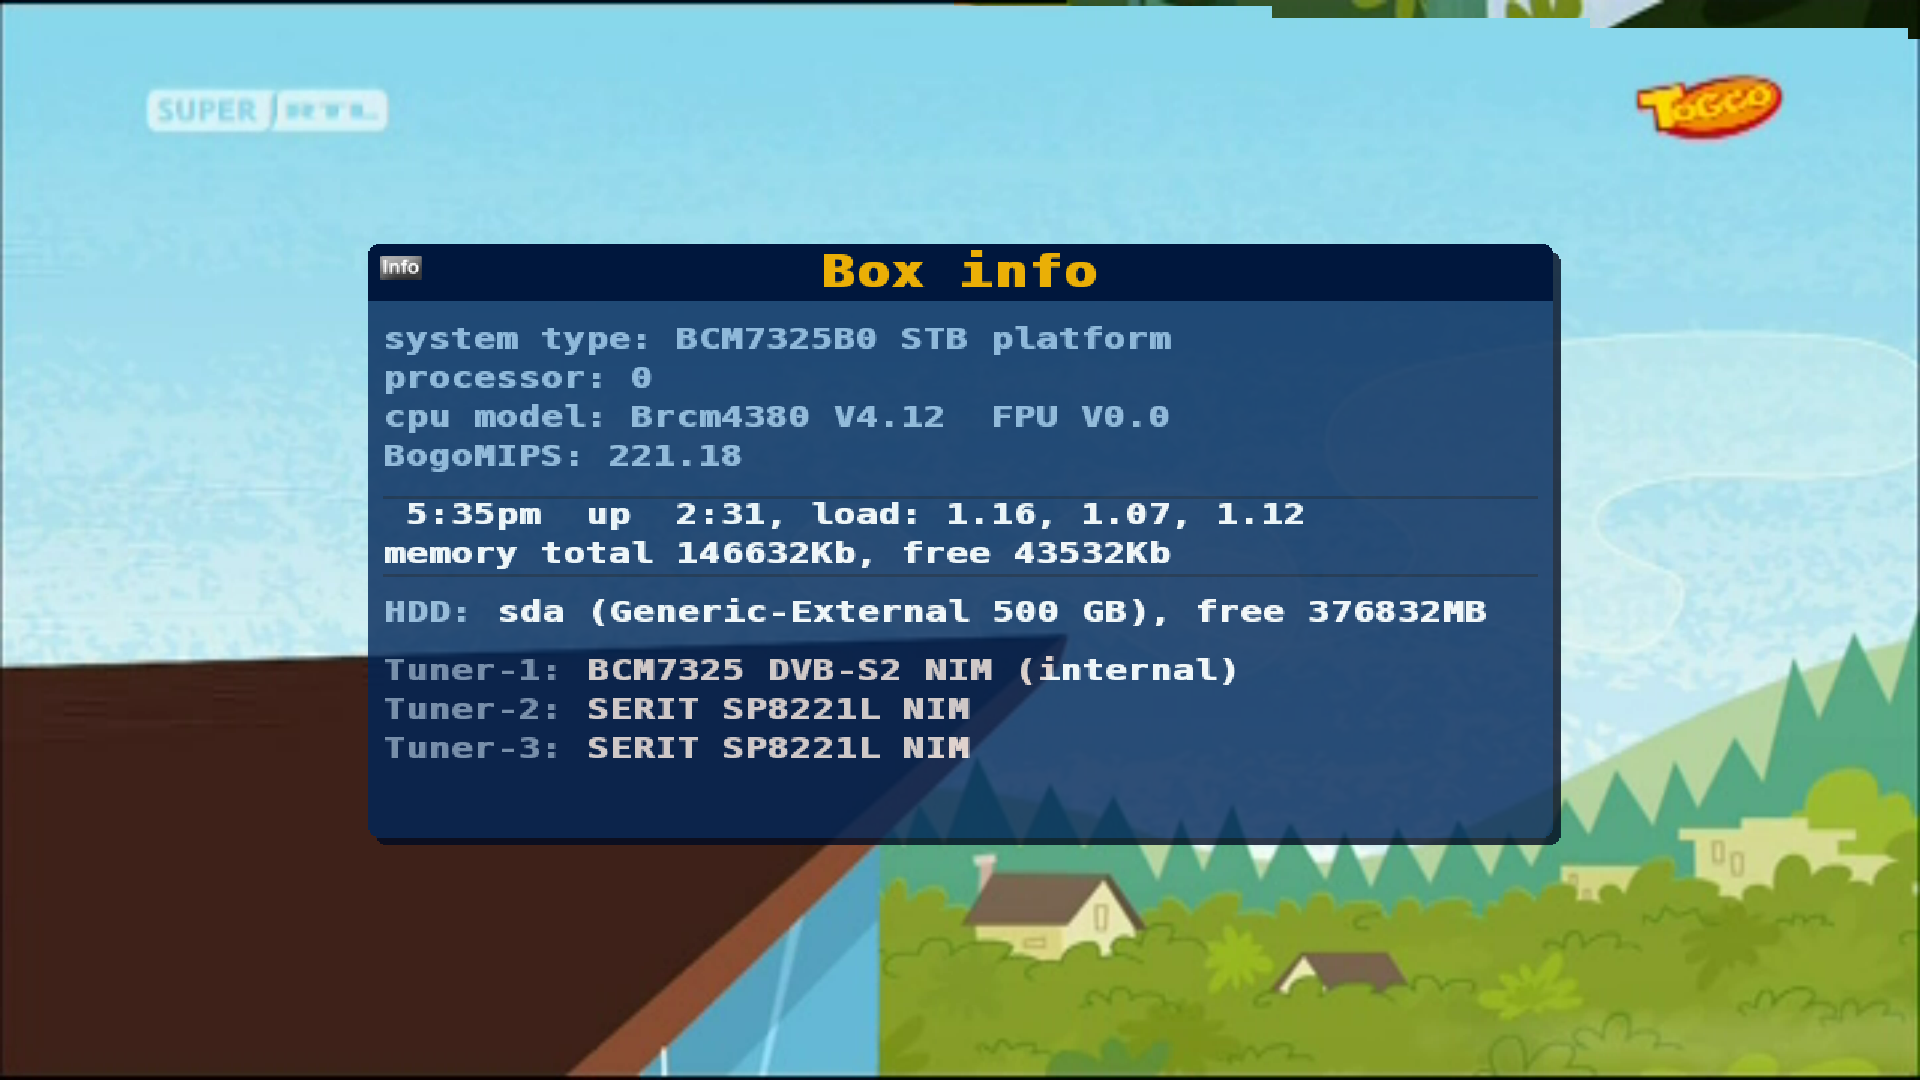 SUPER RTL
TOGGO
Info
Box info
system type: BCM7325B0 STB platform
processor: 0
cpu model: Brcm4380 V4.12  FPU V0.0
BogoMIPS: 221.18
5:35pm  up  2:31, load: 1.16, 1.07, 1.12
memory total 146632Kb, free 43532Kb
HDD: sda (Generic-External 500 GB), free 376832MB
Tuner-1: BCM7325 DVB-S2 NIM (internal)
Tuner-2: SERIT SP8221L NIM
Tuner-3: SERIT SP8221L NIM